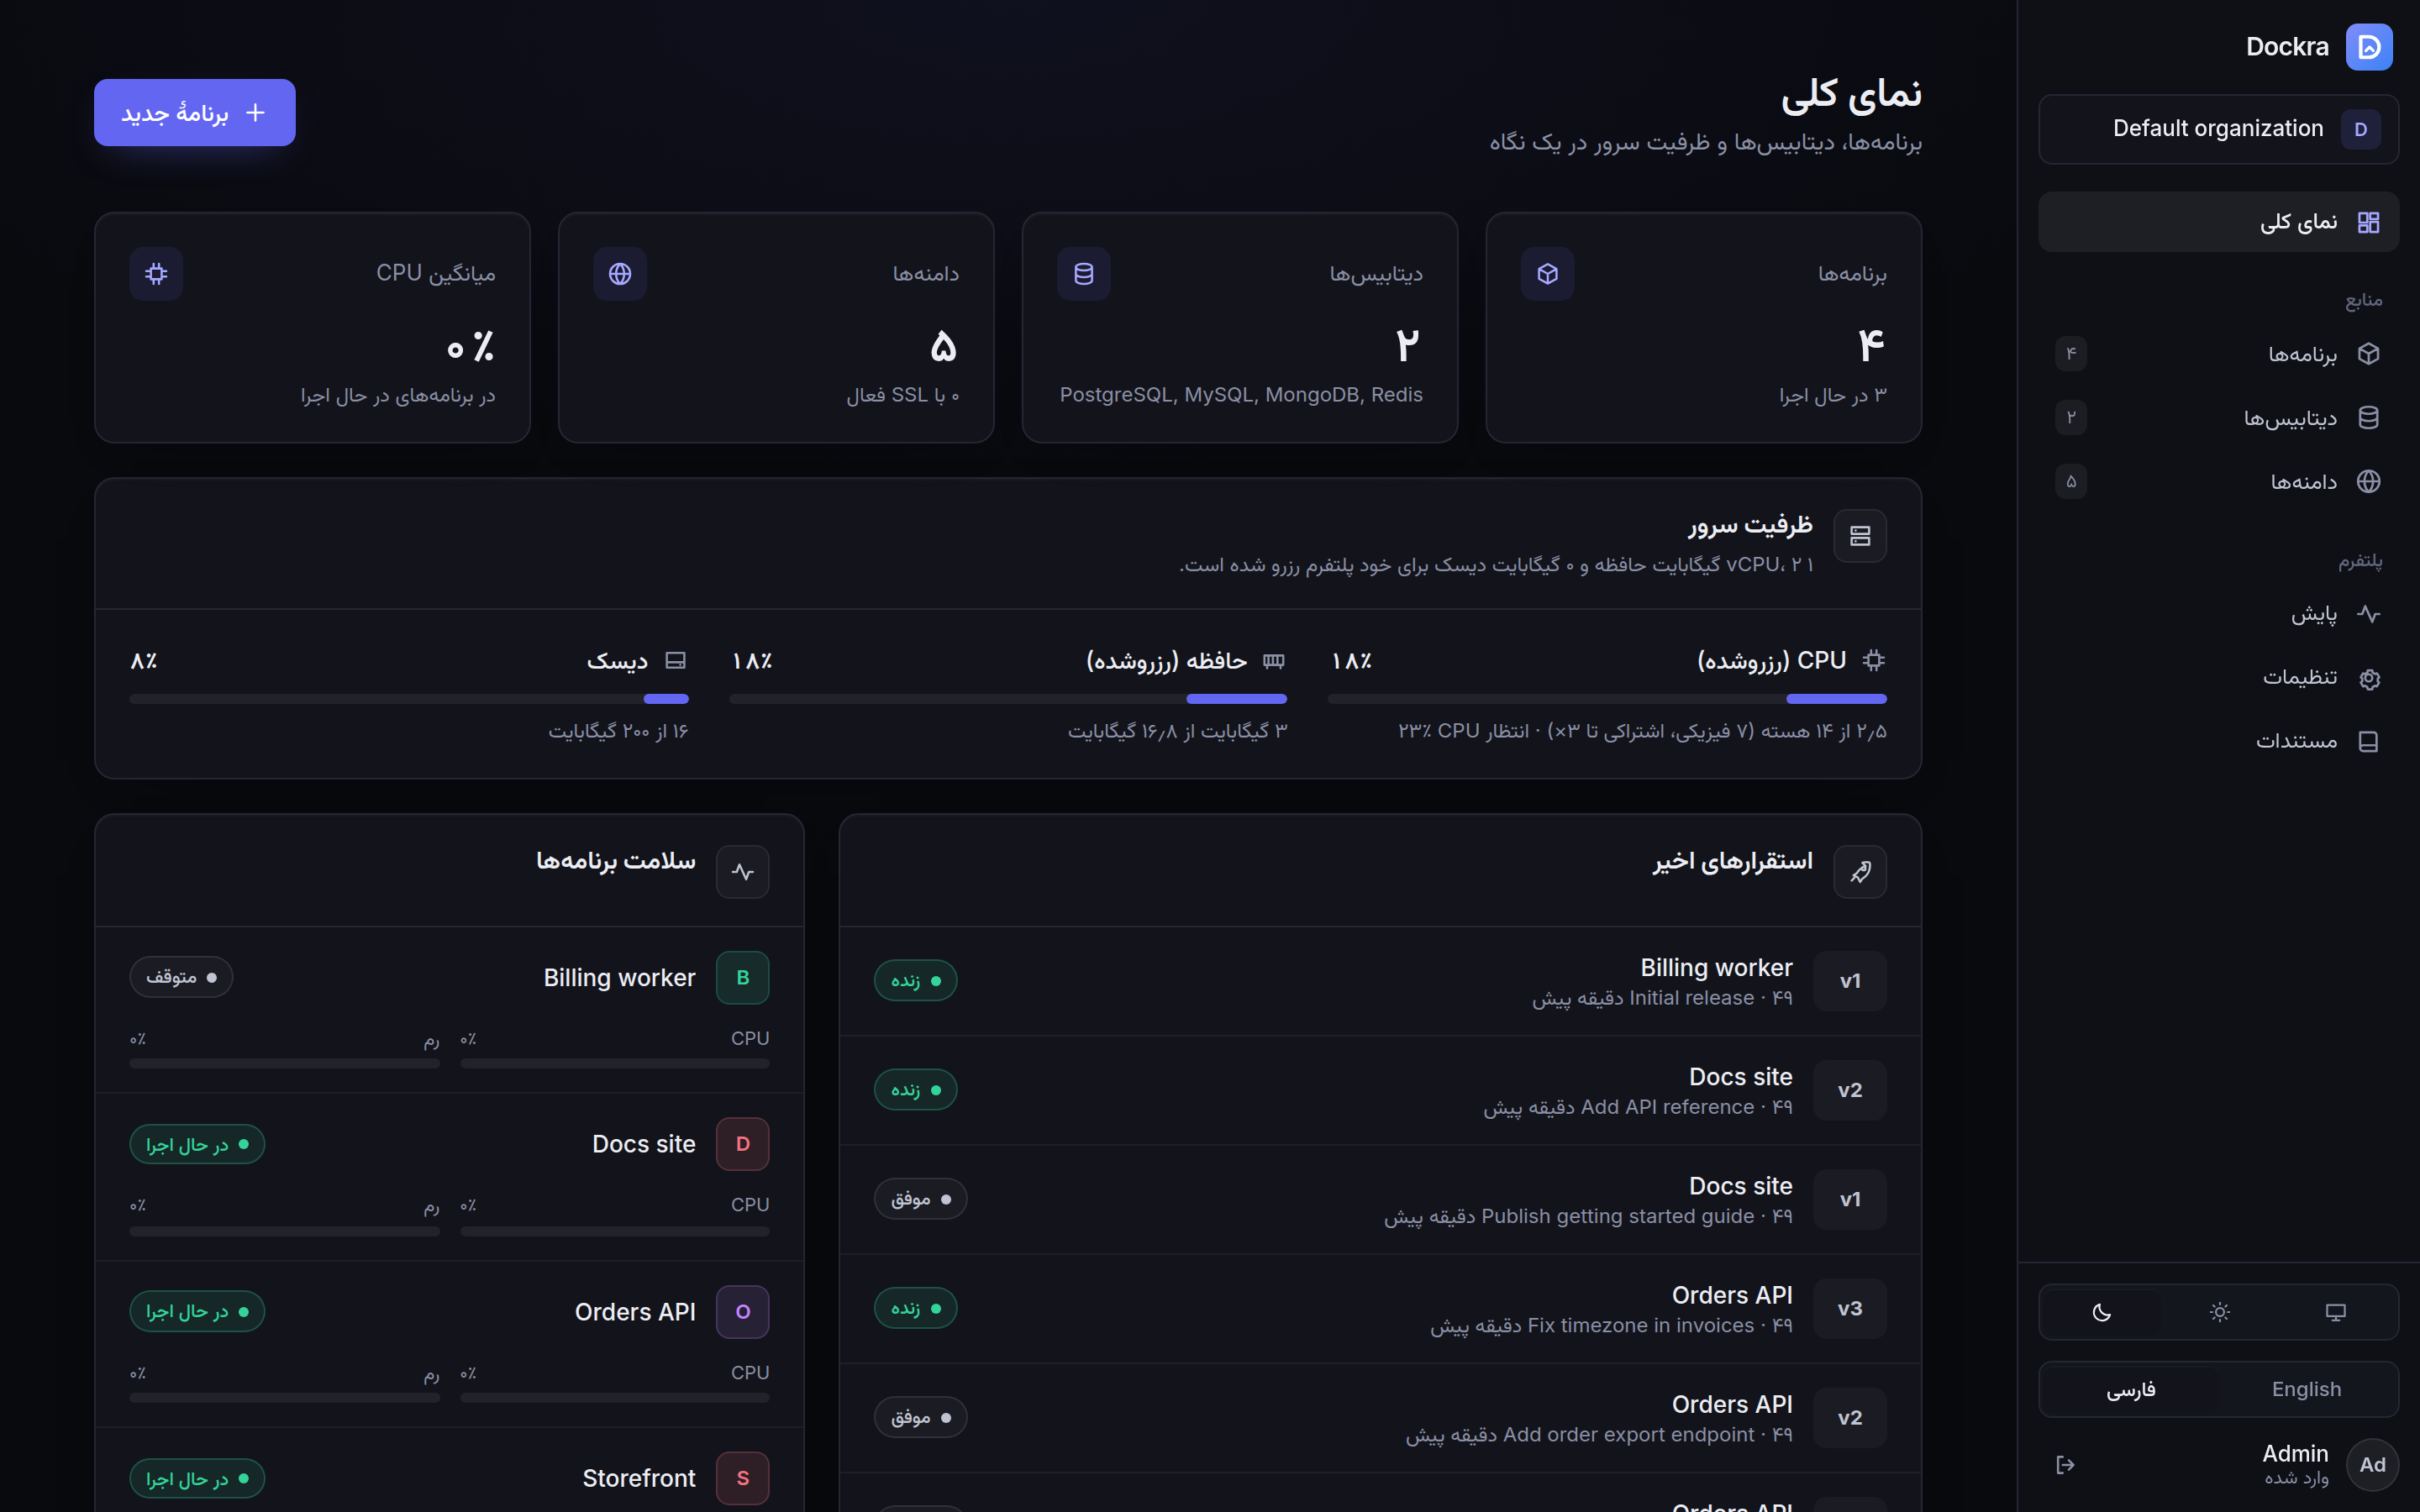 Dockra
D
Default organization
نمای کلی
منابع
برنامه‌ها
۴
دیتابیس‌ها
۲
دامنه‌ها
۵
پلتفرم
پایش
تنظیمات
مستندات
English
فارسی
Ad
Admin
وارد شده
نمای کلی
برنامه‌ها، دیتابیس‌ها و ظرفیت سرور در یک نگاه
برنامهٔ جدید
برنامه‌ها
۴
۳ در حال اجرا
دیتابیس‌ها
۲
PostgreSQL, MySQL, MongoDB, Redis
دامنه‌ها
۵
۰ با SSL فعال
میانگین CPU
۰٪
در برنامه‌های در حال اجرا
ظرفیت سرور
۱ vCPU، ۲ گیگابایت حافظه و ۰ گیگابایت دیسک برای خود پلتفرم رزرو شده است.
CPU (رزروشده)
۱۸٪
۲٫۵ از ۱۴ هسته (۷ فیزیکی، اشتراکی تا ۳×) · انتظار CPU ۲۳٪
حافظه (رزروشده)
۱۸٪
۳ گیگابایت از ۱۶٫۸ گیگابایت
دیسک
۸٪
۱۶ از ۲۰۰ گیگابایت
استقرارهای اخیر
v1
Billing worker
Initial release · ۴۹ دقیقه پیش
زنده
v2
Docs site
Add API reference · ۴۹ دقیقه پیش
زنده
v1
Docs site
Publish getting started guide · ۴۹ دقیقه پیش
موفق
v3
Orders API
Fix timezone in invoices · ۴۹ دقیقه پیش
زنده
v2
Orders API
Add order export endpoint · ۴۹ دقیقه پیش
موفق
Orders API
سلامت برنامه‌ها
B
Billing worker
متوقف
CPU
۰٪
رم
۰٪
D
Docs site
در حال اجرا
CPU
۰٪
رم
۰٪
O
Orders API
در حال اجرا
CPU
۰٪
رم
۰٪
S
Storefront
در حال اجرا